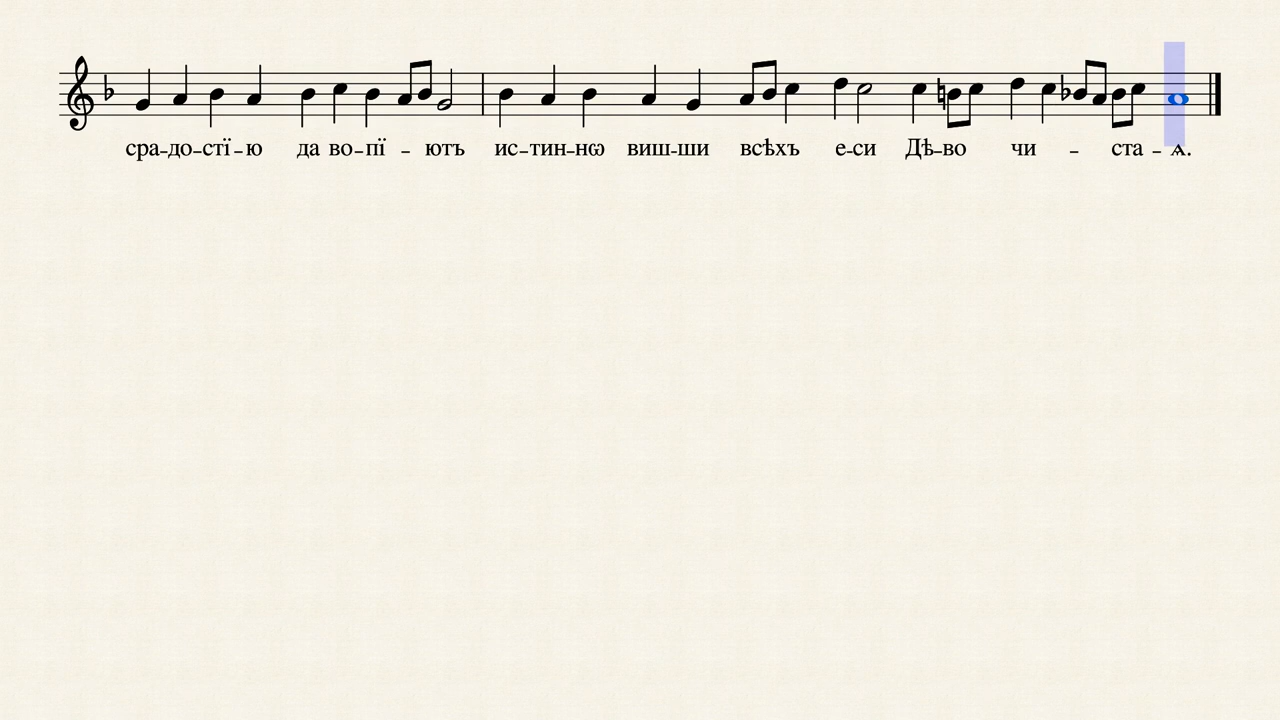 сра-до-стї-ю да во-пї - ютъ ис-тин-нѡ виш-ши всѣхъ е-си Дѣ-во чи - ста-ѧ.